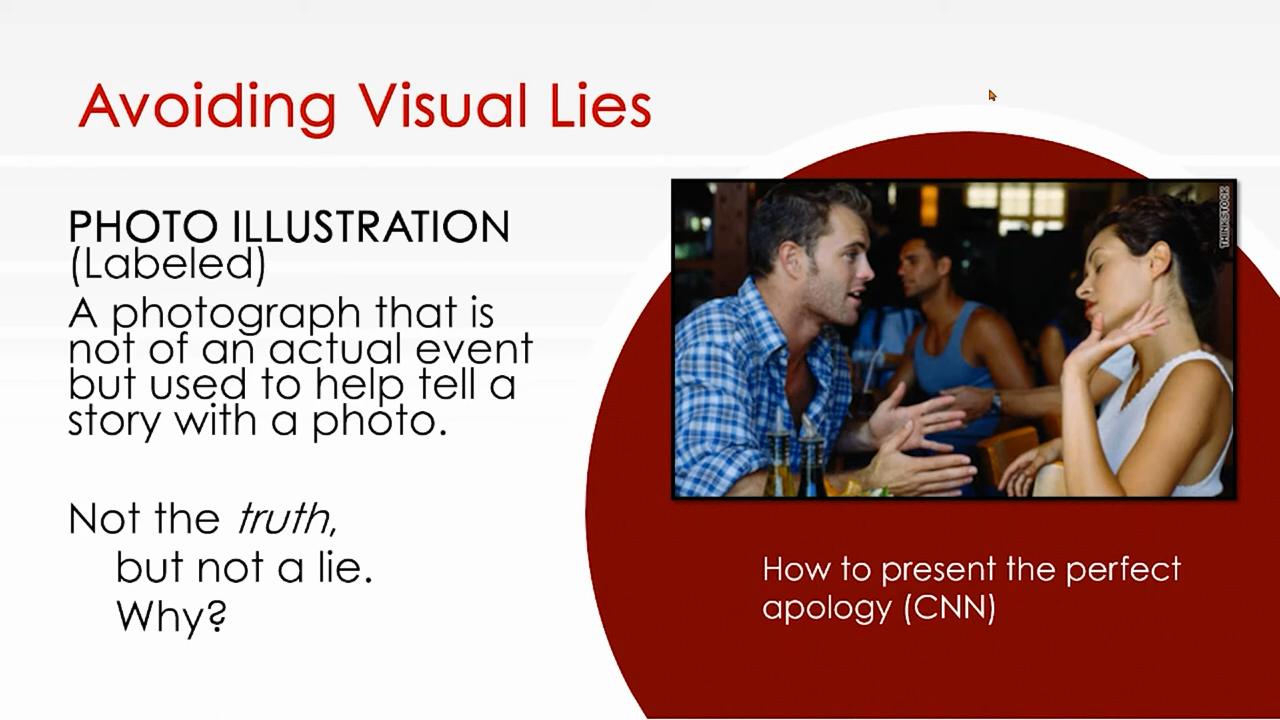 Avoiding Visual Lies
PHOTO ILLUSTRATION
(Labeled)
A photograph that is
not of an actual event
but used to help tell a
story with a photo.
Not the truth,
but not a lie.
Why?
THINKSTOCK
How to present the perfect
apology (CNN)